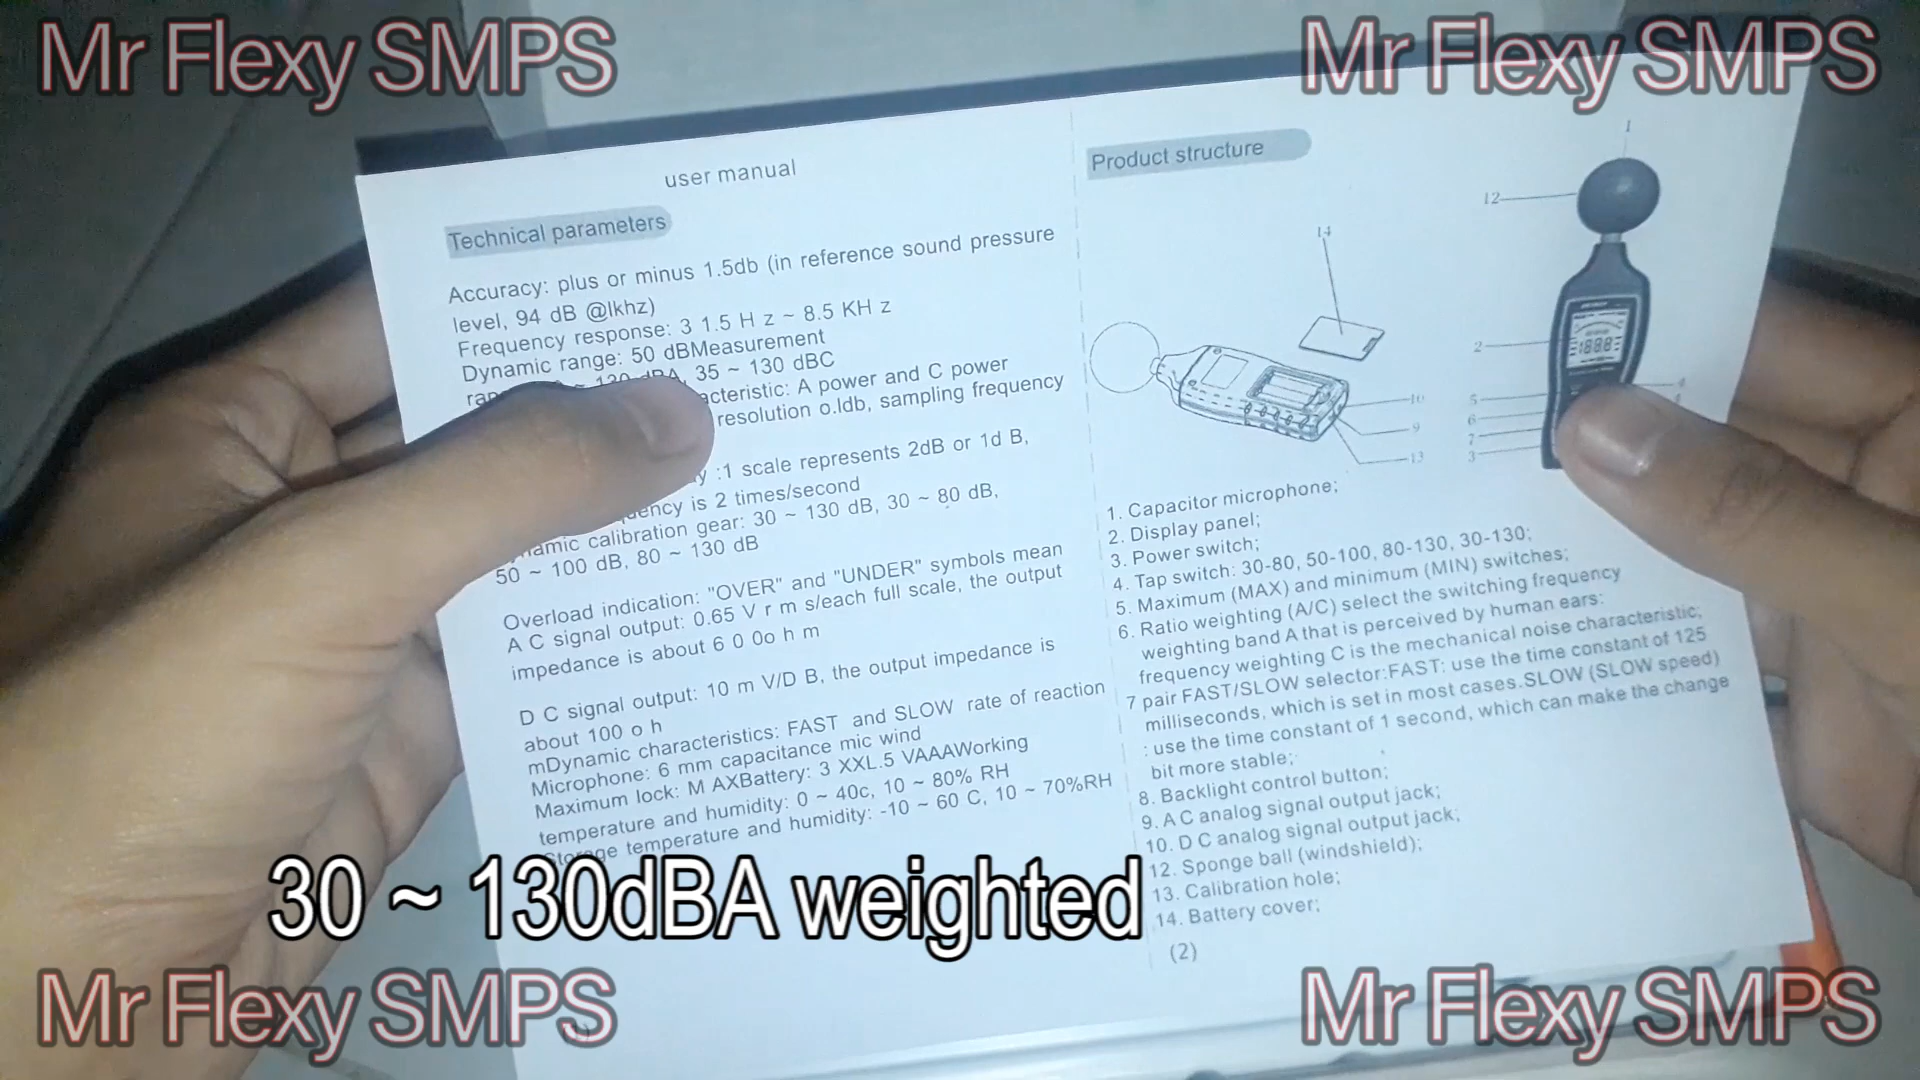 Mr Flexy SMPS
Mr Flexy SMPS
user manual
Technical parameters
Accuracy: plus or minus 1.5db (in reference sound pressure
level, 94 dB @lkhz)
Frequency response: 3 1.5 H z ~ 8.5 KH z
Dynamic range: 50 dBMeasurement
~ 130 dBA, 35 ~ 130 dBC
A power and C power
resolution o.ldb, sampling frequency
:1 scale represents 2dB or 1d B,
is 2 times/second
calibration gear: 30 ~ 130 dB, 30 ~ 80 dB,
50 ~ 100 dB, 80 ~ 130 dB
Overload indication: "OVER" and "UNDER" symbols mean
A C signal output: 0.65 V r m s/each full scale, the output
impedance is about 6 0 0o h m
D C signal output: 10 m V/D B, the output impedance is
about 100 o h
mDynamic characteristics: FAST and SLOW rate of reaction
Microphone: 6 mm capacitance mic wind
Maximum lock: M AXBattery: 3 XXL.5 VAAAWorking
temperature and humidity: 0 ~ 40c, 10 ~ 80% RH
Storage temperature and humidity: -10 ~ 60 C, 10 ~ 70%RH
Product structure
1
12
14
2
4
5
6
7
3
10
9
13
1. Capacitor microphone;
2. Display panel;
3. Power switch;
4. Tap switch: 30-80, 50-100, 80-130, 30-130;
5. Maximum (MAX) and minimum (MIN) switches;
6. Ratio weighting (A/C) select the switching frequency
weighting band A that is perceived by human ears:
frequency weighting C is the mechanical noise characteristic;
7 pair FAST/SLOW selector:FAST: use the time constant of 125
milliseconds, which is set in most cases.SLOW (SLOW speed)
: use the time constant of 1 second, which can make the change
bit more stable;
8. Backlight control button;
9. A C analog signal output jack;
10. D C analog signal output jack;
12. Sponge ball (windshield);
13. Calibration hole;
14. Battery cover;
(2)
30 ~ 130dBA weighted
Mr Flexy SMPS
Mr Flexy SMPS